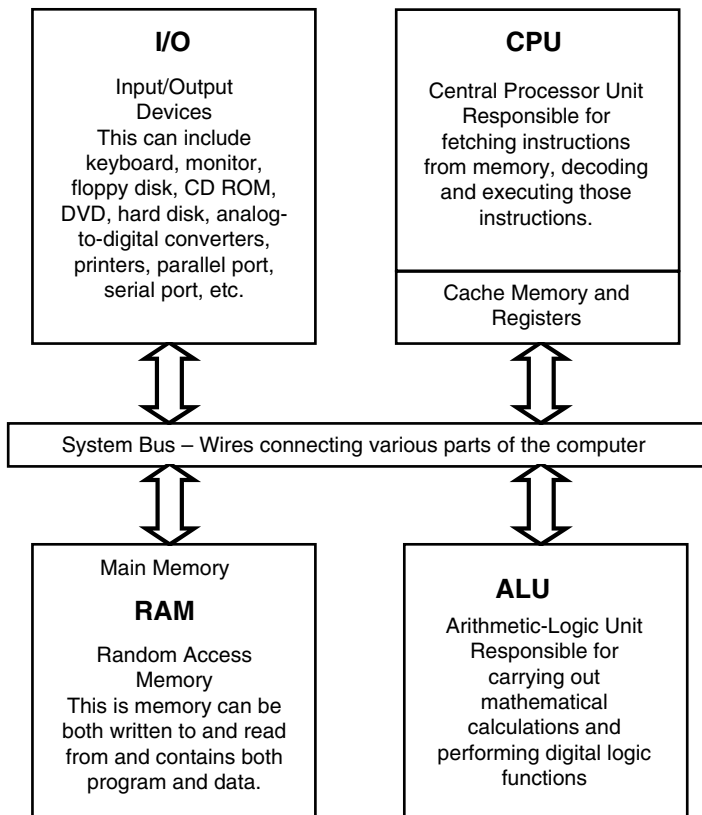 I/O
Input/Output
Devices
This can include
keyboard, monitor,
floppy disk, CD ROM,
DVD, hard disk, analog-
to-digital converters,
printers, parallel port,
serial port, etc.
CPU
Central Processor Unit
Responsible for
fetching instructions
from memory, decoding
and executing those
instructions.
Cache Memory and
Registers
System Bus – Wires connecting various parts of the computer
Main Memory
RAM
Random Access
Memory
This is memory can be
both written to and read
from and contains both
program and data.
ALU
Arithmetic-Logic Unit
Responsible for
carrying out
mathematical
calculations and
performing digital logic
functions